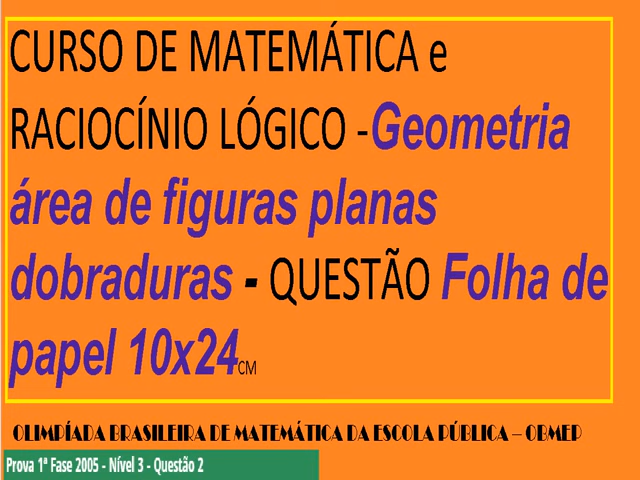 CURSO DE MATEMÁTICA e
RACIOCÍNIO LÓGICO -Geometria
área de figuras planas
dobraduras - QUESTÃO Folha de
papel 10x24CM
OLIMPÍADA BRASILEIRA DE MATEMÁTICA DA ESCOLA PÚBLICA – OBMEP
Prova 1ª Fase 2005 - Nível 3 - Questão 2